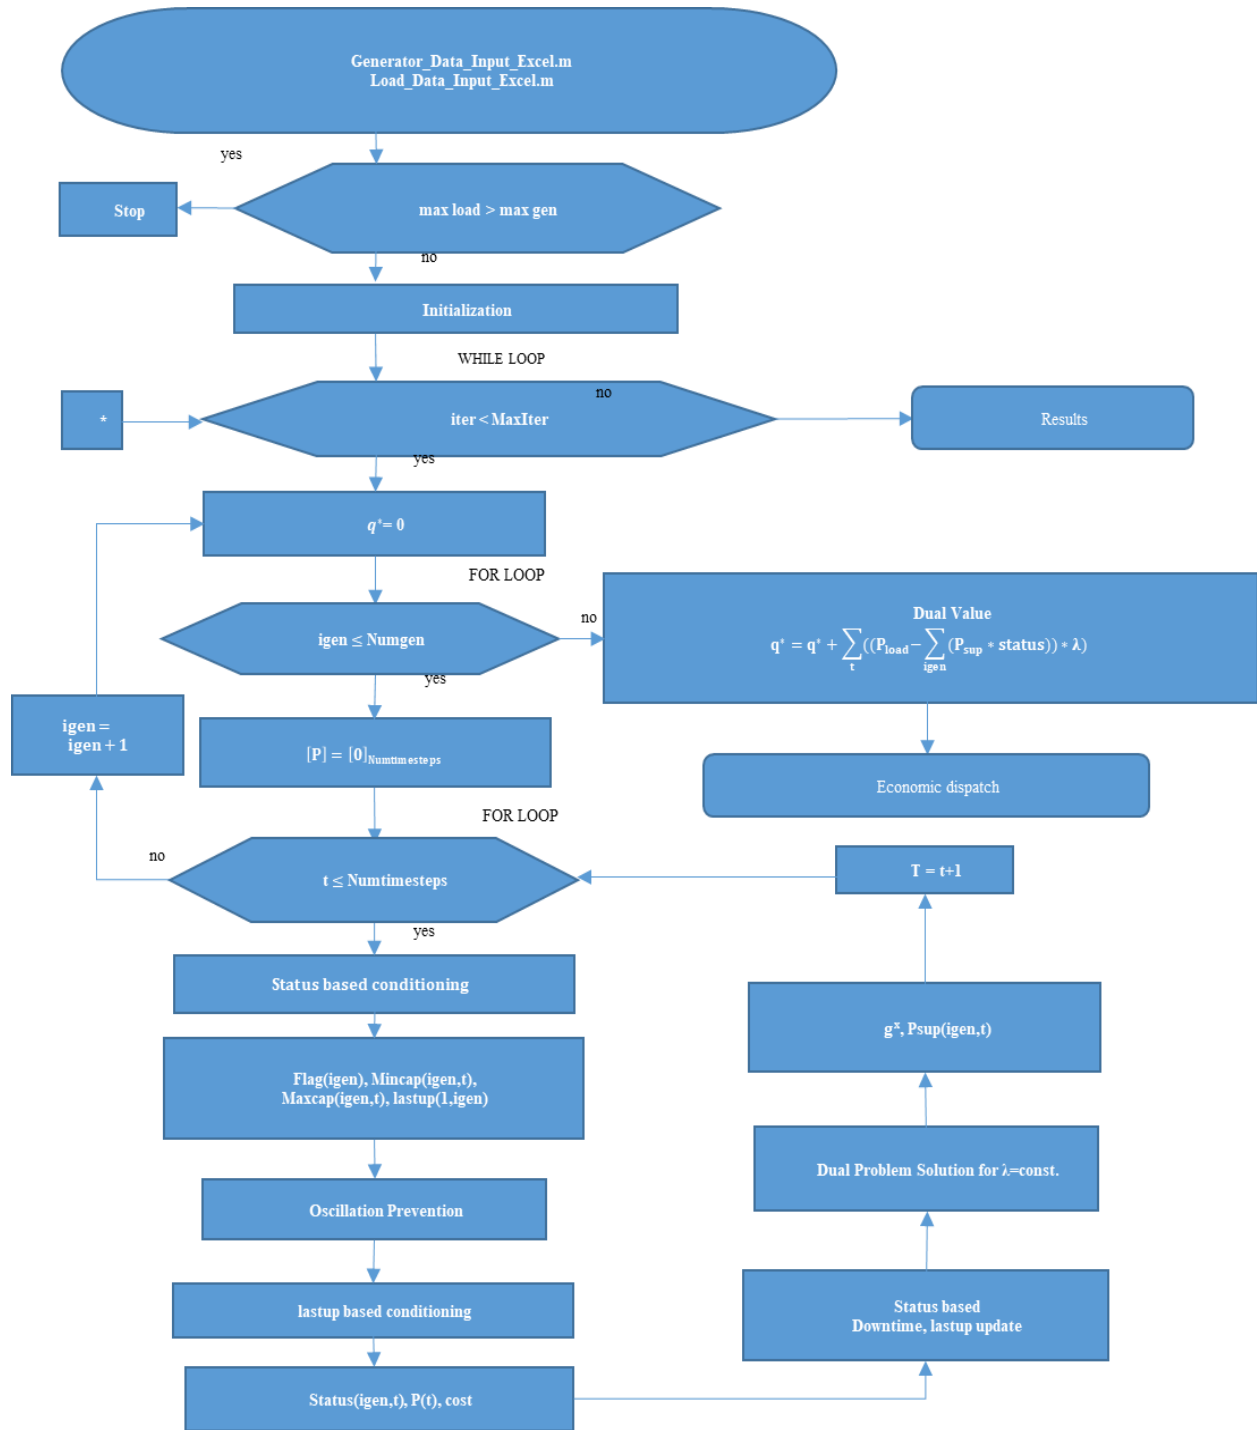 Generator_Data_Input_Excel.m
Load_Data_Input_Excel.m
yes
Stop
max load > max gen
no
Initialization
WHILE LOOP
*
iter < MaxIter
no
Results
yes
q*= 0
FOR LOOP
igen ≤ Numgen
no
Dual Value
q* = q* + ∑t((Pload−∑igen(Psup * status)) * λ)
yes
igen =
igen + 1
[P] = [0]Numtimesteps
Economic dispatch
FOR LOOP
no
t ≤ Numtimesteps
T = t+1
yes
Status based conditioning
gˣ, Psup(igen,t)
Flag(igen), Mincap(igen,t),
Maxcap(igen,t), lastup(1,igen)
Dual Problem Solution for λ=const.
Oscillation Prevention
lastup based conditioning
Status based
Downtime, lastup update
Status(igen,t), P(t), cost